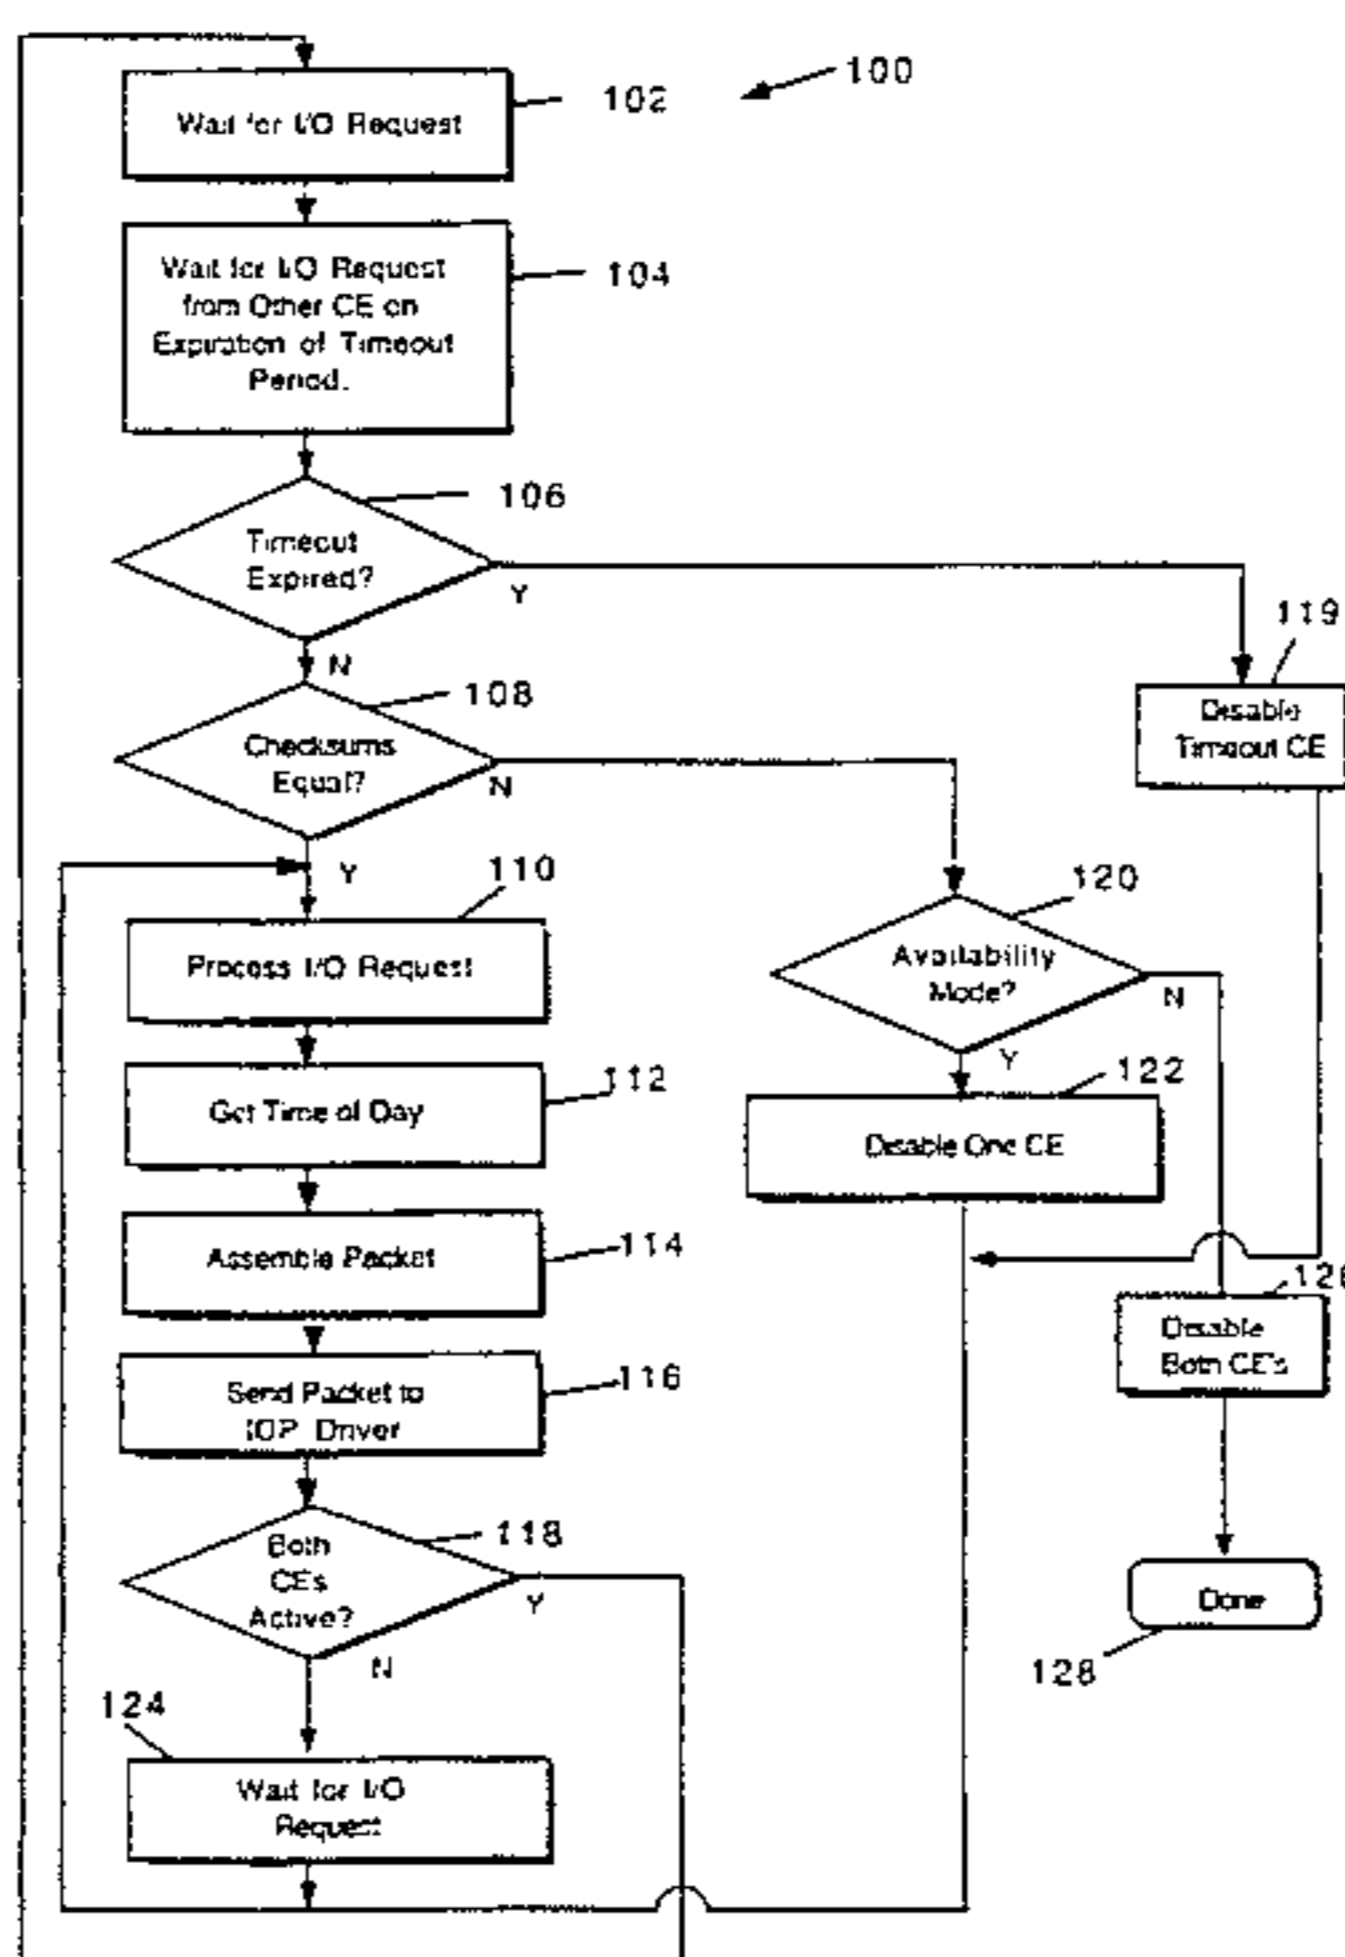 100
Wait for I/O Request
102
Wait for I/O Request
from Other CE on
Expiration of Timeout
Period.
104
106
Timeout
Expired?
Y
N
119
Disable
Timeout CE
108
Checksums
Equal?
N
Y
110
Process I/O Request
120
Availability
Mode?
N
Y
112
Get Time of Day
122
Disable One CE
114
Assemble Packet
126
Disable
Both CE's
116
Send Packet to
IOP Driver
118
Both
CEs
Active?
Y
N
Done
128
124
Wait for I/O
Request